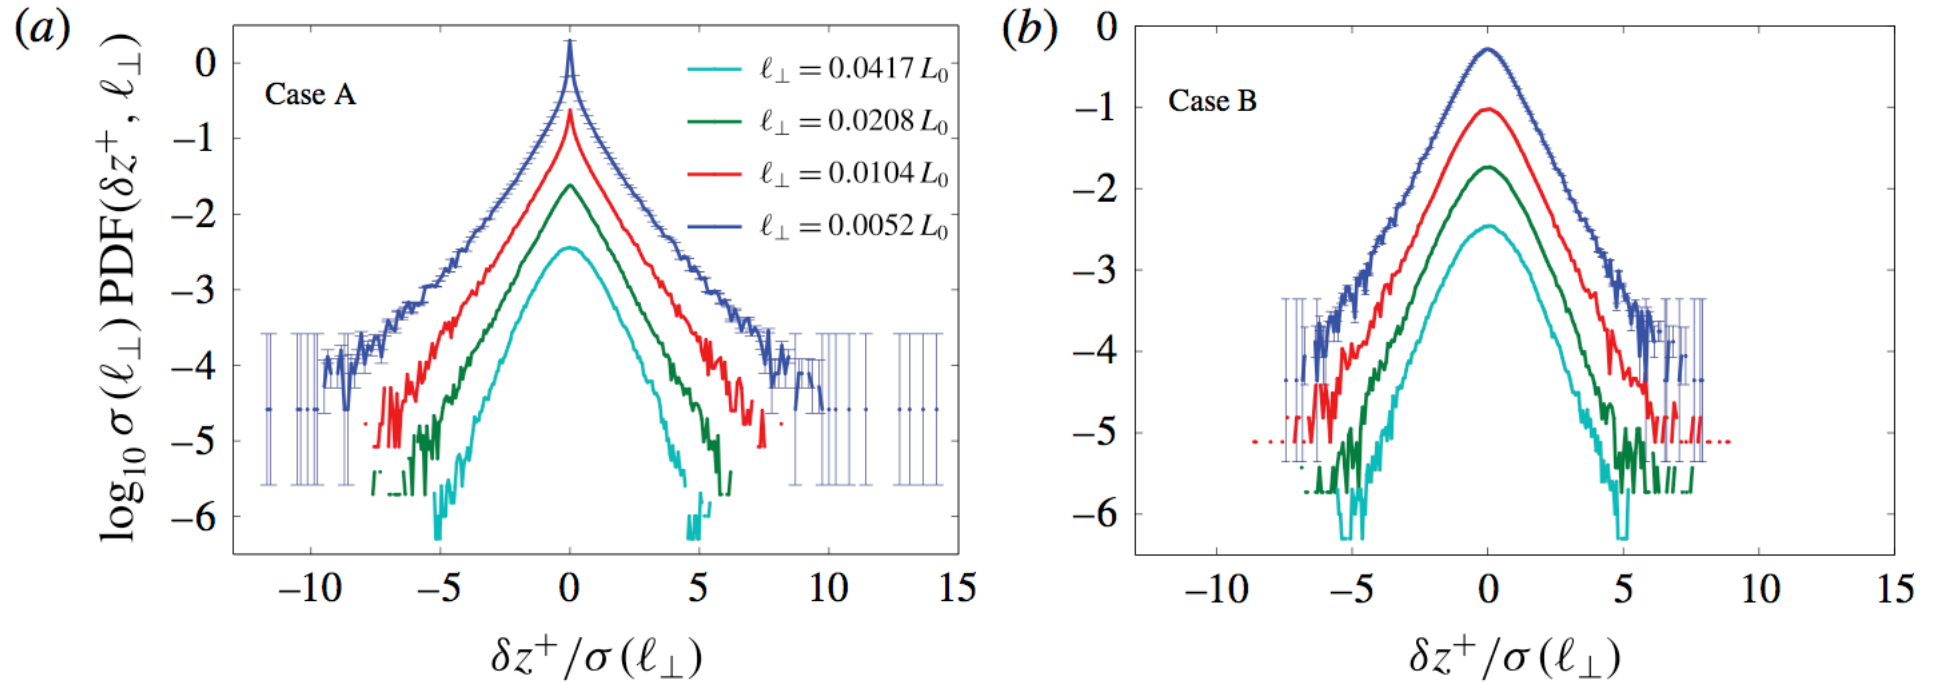 (a)
log₁₀ σ(ℓ⊥) PDF(δz⁺, ℓ⊥)
0
−1
−2
−3
−4
−5
−6
Case A
ℓ⊥ = 0.0417 L₀
ℓ⊥ = 0.0208 L₀
ℓ⊥ = 0.0104 L₀
ℓ⊥ = 0.0052 L₀
−10 −5 0 5 10 15
δz⁺/σ(ℓ⊥)
(b)
0
−1
−2
−3
−4
−5
−6
Case B
−10 −5 0 5 10 15
δz⁺/σ(ℓ⊥)